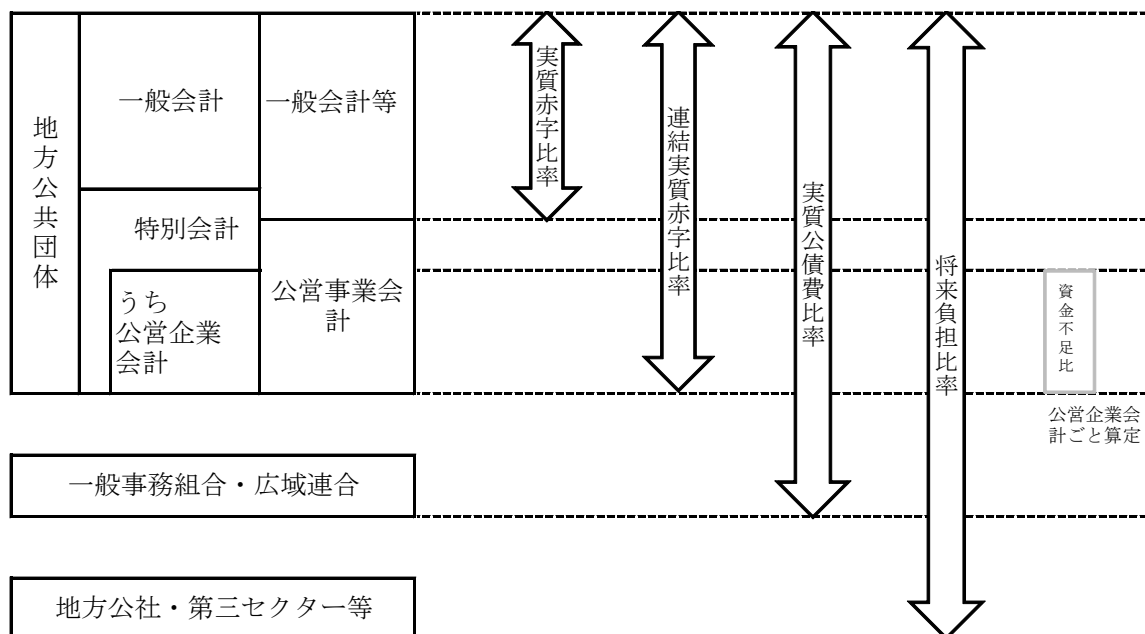 地方公共団体
一般会計
一般会計等
特別会計
うち
公営企業
会計
公営事業会
計
実質赤字比率
連結実質赤字比率
実質公債費比率
将来負担比率
資金不足比
公営企業会
計ごと算定
一般事務組合・広域連合
地方公社・第三セクター等